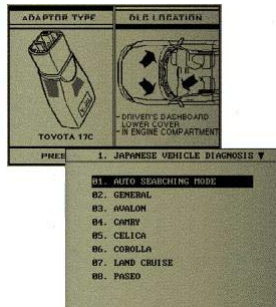 ADAPTOR TYPE
DLC LOCATION
TOYOTA 17C
- DRIVER'S DASHBOARD
LOWER COVER
- IN ENGINE COMPARTMENT
1. JAPANESE VEHICLE DIAGNOSIS ▼
01. AUTO SEARCHING MODE
02. GENERAL
03. AVALON
04. CAMRY
05. CELICA
06. COROLLA
07. LAND CRUISE
08. PASEO